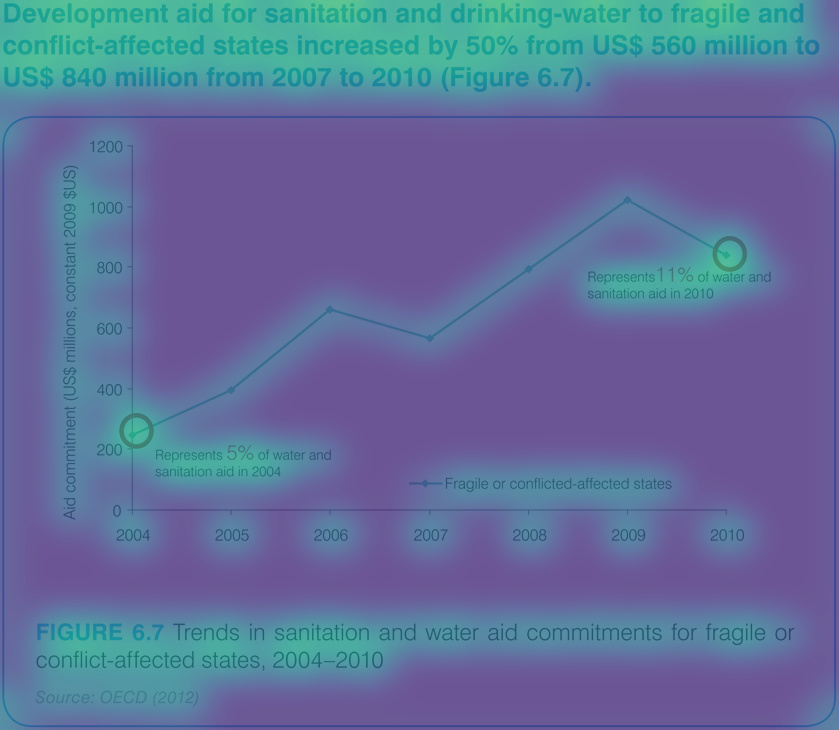 Development aid for sanitation and drinking-water to fragile and
conflict-affected states increased by 50% from US$ 560 million to
US$ 840 million from 2007 to 2010 (Figure 6.7).
Aid commitment (US$ millions, constant 2009 $US)
1200
1000
800
600
400
200
0
Represents 11% of water and
sanitation aid in 2010
Represents 5% of water and
sanitation aid in 2004
Fragile or conflicted-affected states
2004 2005 2006 2007 2008 2009 2010
FIGURE 6.7 Trends in sanitation and water aid commitments for fragile or
conflict-affected states, 2004–2010
Source: OECD (2012)